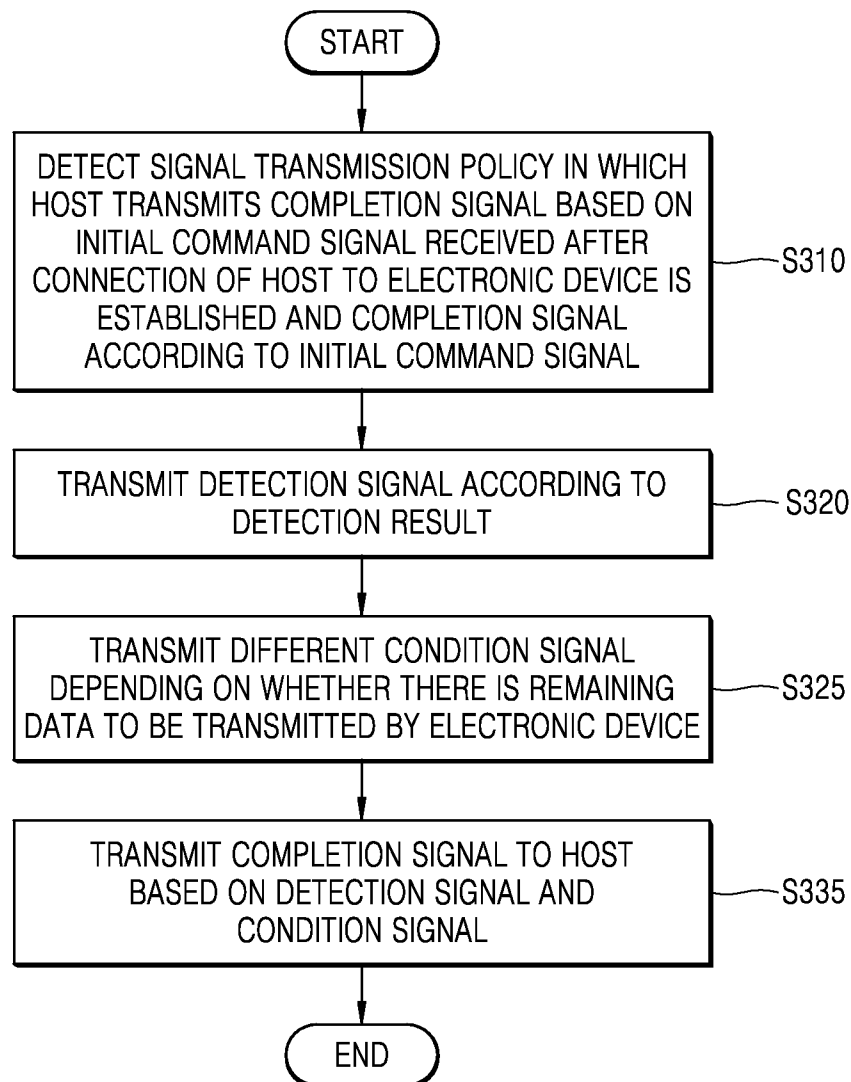 START
DETECT SIGNAL TRANSMISSION POLICY IN WHICH
HOST TRANSMITS COMPLETION SIGNAL BASED ON
INITIAL COMMAND SIGNAL RECEIVED AFTER
CONNECTION OF HOST TO ELECTRONIC DEVICE IS
ESTABLISHED AND COMPLETION SIGNAL
ACCORDING TO INITIAL COMMAND SIGNAL.
S310
TRANSMIT DETECTION SIGNAL ACCORDING TO
DETECTION RESULT
S320
TRANSMIT DIFFERENT CONDITION SIGNAL
DEPENDING ON WHETHER THERE IS REMAINING
DATA TO BE TRANSMITTED BY ELECTRONIC DEVICE.
S325
TRANSMIT COMPLETION SIGNAL TO HOST
BASED ON DETECTION SIGNAL AND
CONDITION SIGNAL
S335
END